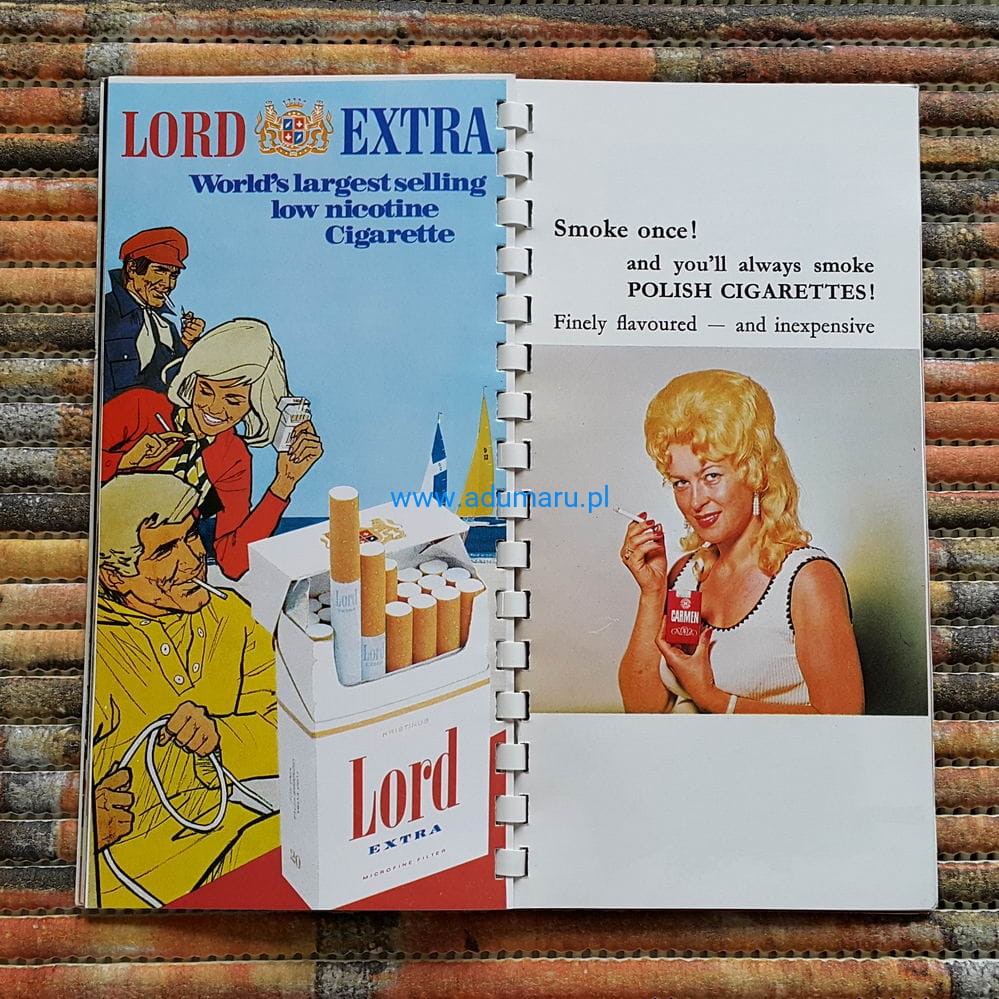 LORD EXTRA
World's largest selling
low nicotine
Cigarette
Lord
Lord
KRISTINUS
Lord
EXTRA
MICROFINE FILTER
20
Smoke once!
and you'll always smoke
POLISH CIGARETTES!
Finely flavoured — and inexpensive
CARMEN
www.adumaru.pl